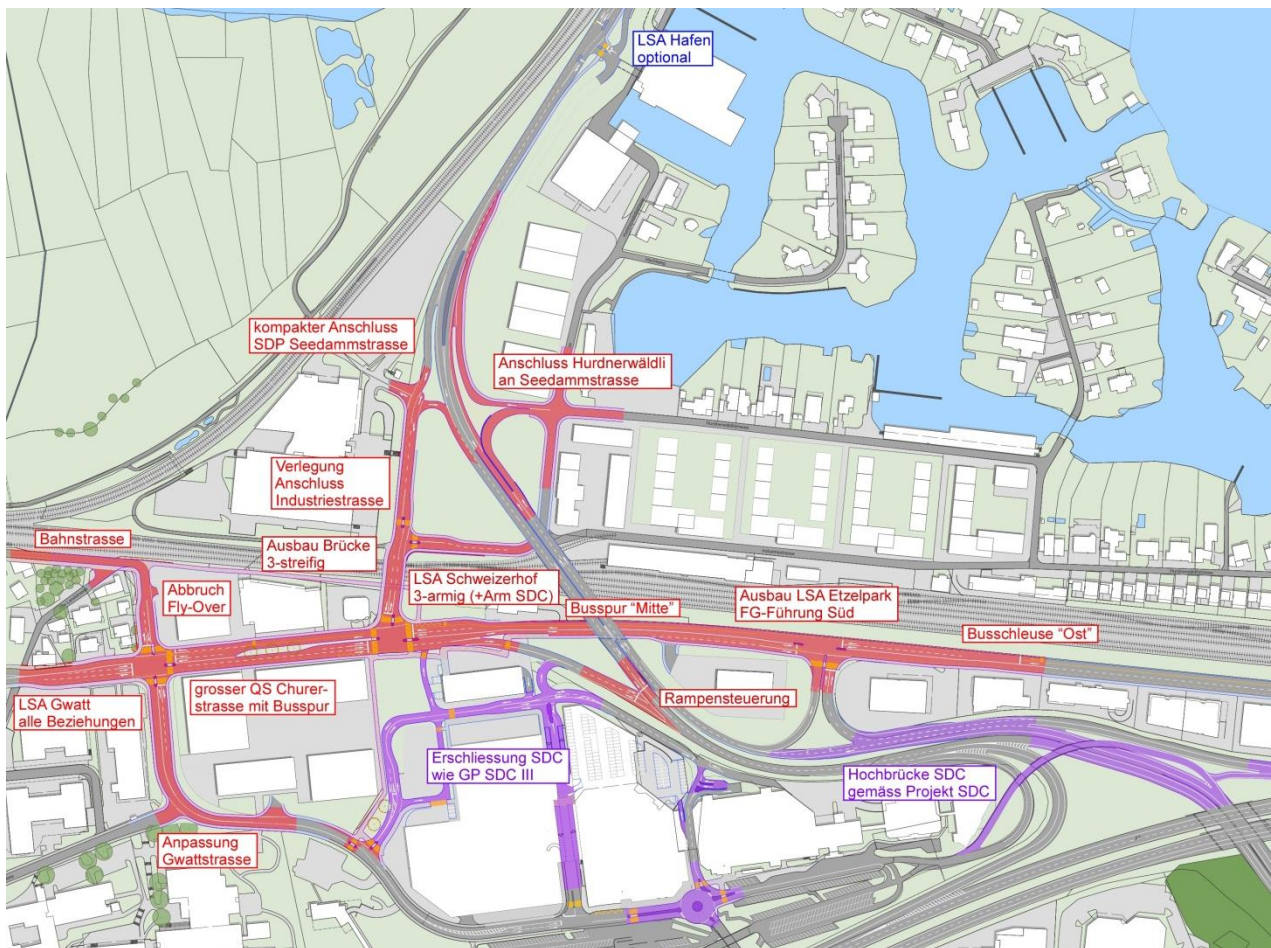 LSA Hafen
optional
kompakter Anschluss
SDP Seedammstrasse
Anschluss Hurdnerwäldli
an Seedammstrasse
Verlegung
Anschluss
Industriestrasse
Bahnstrasse
Ausbau Brücke
3-streifig
Abbruch
Fly-Over
LSA Schweizerhof
3-armig (+Arm SDC)
Busspur "Mitte"
Ausbau LSA Etzelpark
FG-Führung Süd
Busschleuse "Ost"
LSA Gwatt
alle Beziehungen
grosser QS Churer-
strasse mit Busspur
Rampensteuerung
Erschliessung SDC
wie GP SDC III
Hochbrücke SDC
gemäss Projekt SDC
Anpassung
Gwattstrasse